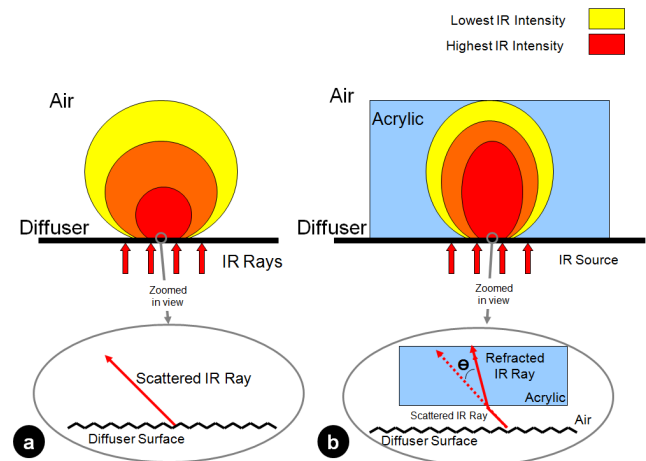 Lowest IR Intensity
Highest IR Intensity
Air
Diffuser
IR Rays
Zoomed
in view
Scattered IR Ray
Diffuser Surface
a
Air
Acrylic
Diffuser
IR Source
Zoomed
in view
Θ
Refracted
IR Ray
Acrylic
Scattered IR Ray
Air
Diffuser Surface
b